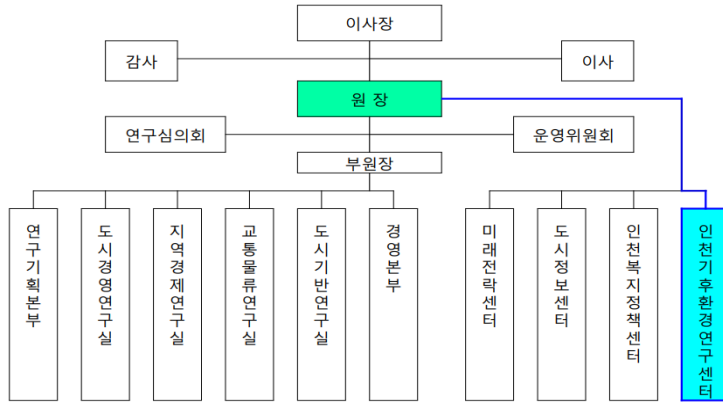 이사장
감사
이사
원 장
연구심의회
운영위원회
부원장
연구기획본부
도시경영연구실
지역경제연구실
교통물류연구실
도시기반연구실
경영본부
미래전락센터
도시정보센터
인천복지정책센터
인천기후환경연구센터